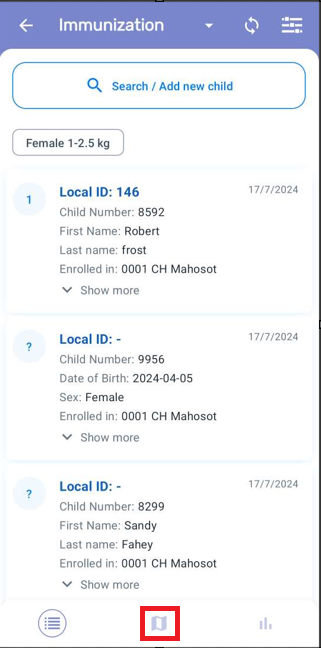 Immunization
Search / Add new child
Female 1-2.5 kg
1
Local ID: 146
17/7/2024
Child Number: 8592
First Name: Robert
Last name: frost
Enrolled in: 0001 CH Mahosot
Show more
?
Local ID: -
17/7/2024
Child Number: 9956
Date of Birth: 2024-04-05
Sex: Female
Enrolled in: 0001 CH Mahosot
Show more
?
Local ID: -
17/7/2024
Child Number: 8299
First Name: Sandy
Last name: Fahey
Enrolled in: 0001 CH Mahosot
Show more